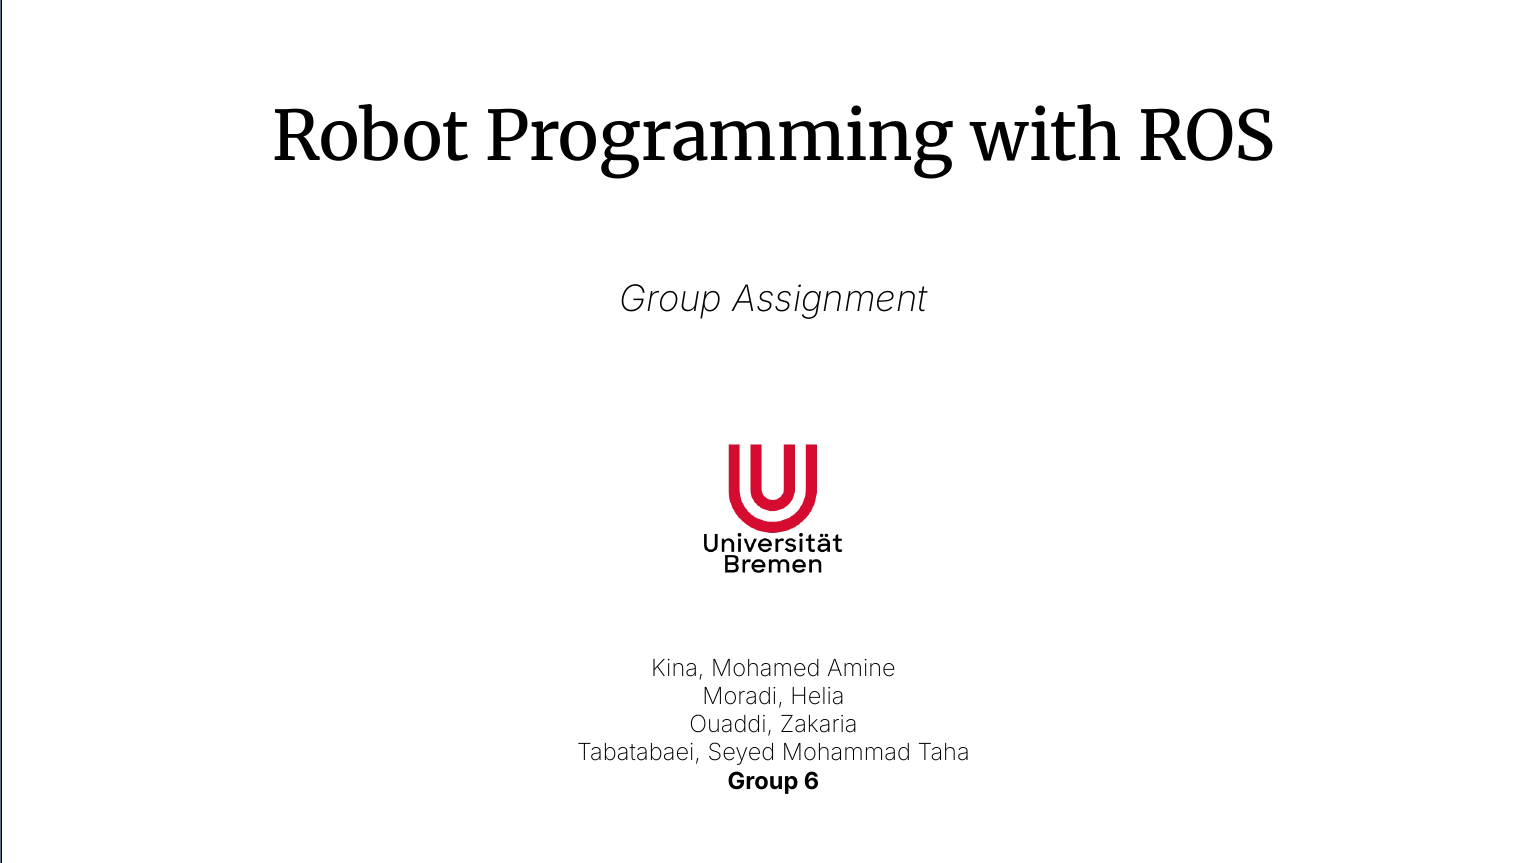 Robot Programming with ROS
Group Assignment
Universität
Bremen
Kina, Mohamed Amine
Moradi, Helia
Ouaddi, Zakaria
Tabatabaei, Seyed Mohammad Taha
Group 6